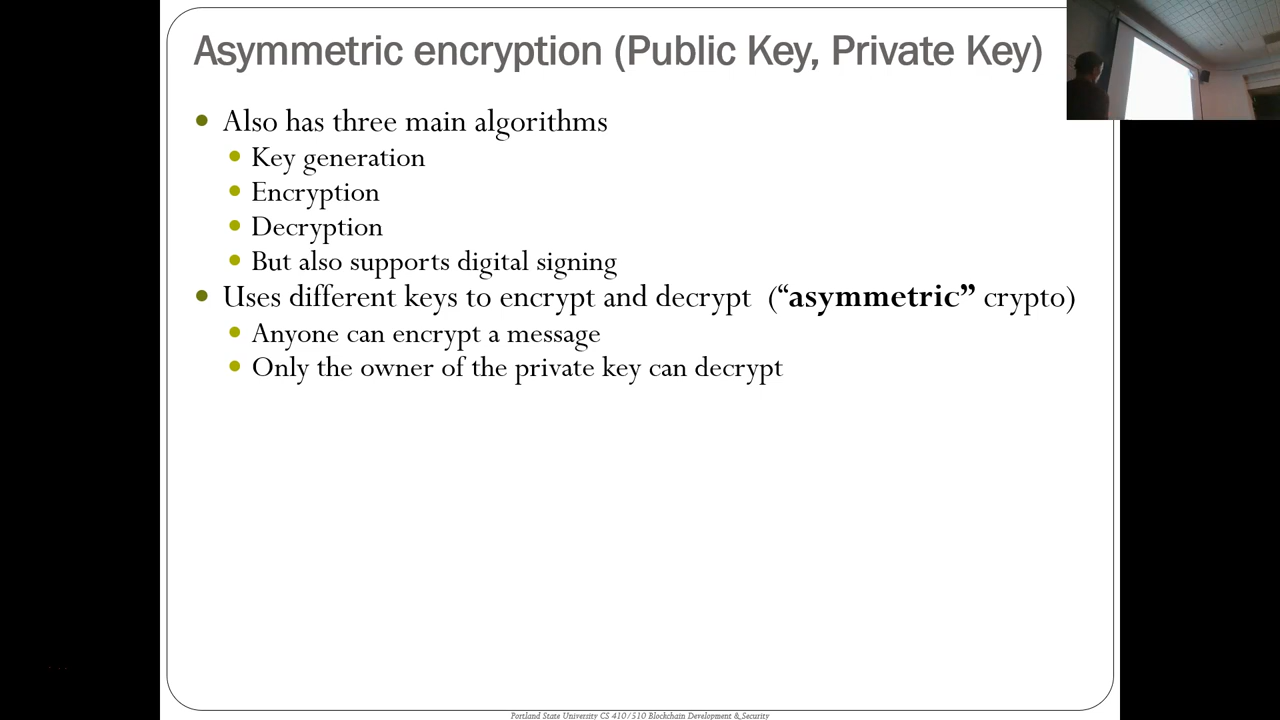 Asymmetric encryption (Public Key, Private Key)
Also has three main algorithms
Key generation
Encryption
Decryption
But also supports digital signing
Uses different keys to encrypt and decrypt (“asymmetric” crypto)
Anyone can encrypt a message
Only the owner of the private key can decrypt
Portland State University CS 410/510 Blockchain Development & Security